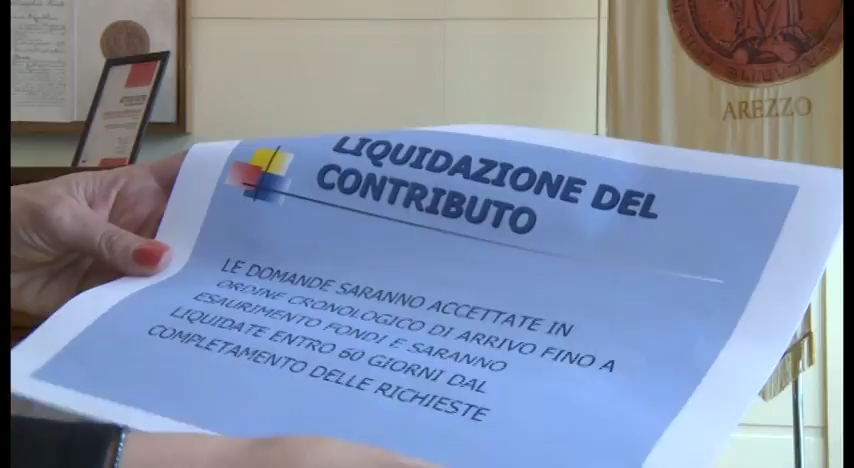 AREZZO
LIQUIDAZIONE DEL
CONTRIBUTO
LE DOMANDE SARANNO ACCETTATE IN
ORDINE CRONOLOGICO DI ARRIVO FINO A
ESAURIMENTO FONDI E SARANNO
LIQUIDATE ENTRO 60 GIORNI DAL
COMPLETAMENTO DELLE RICHIESTE